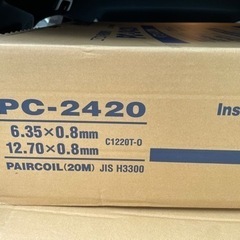 PC-2420
Ins
6.35×0.8mm
C1220T-O
12.70×0.8mm
PAIRCOIL(20M) JIS H3300